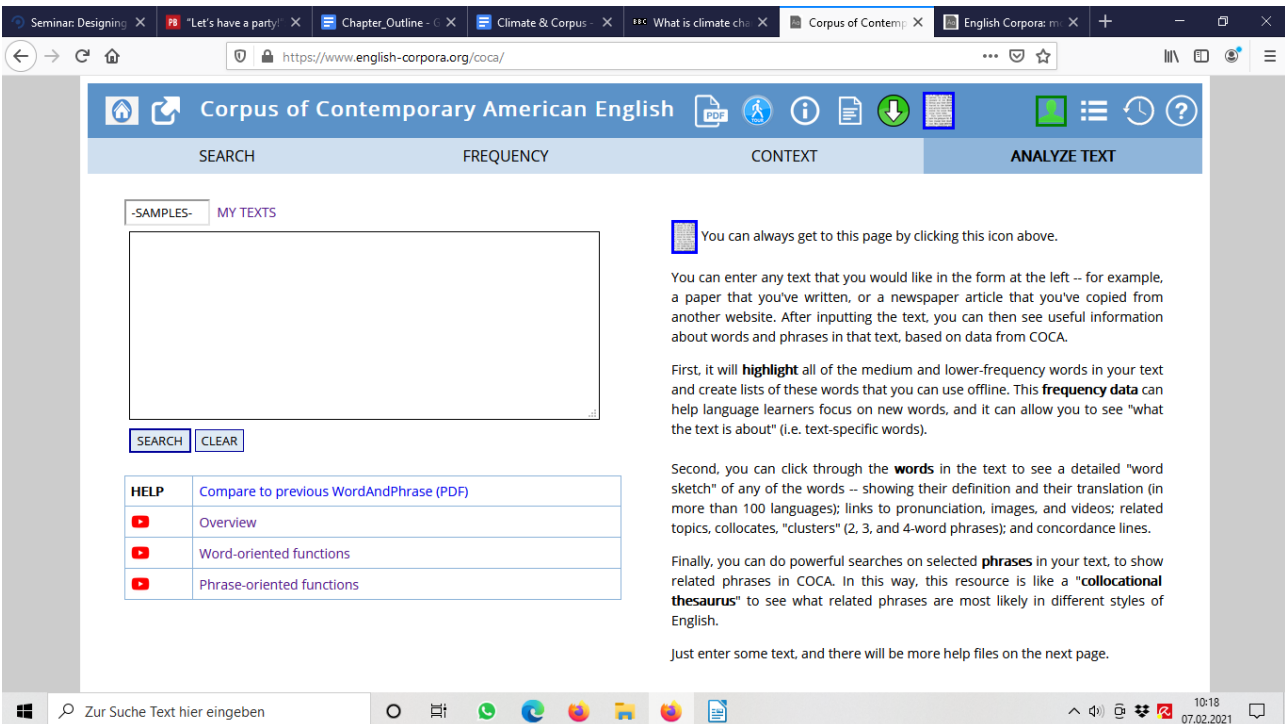 Seminar: Designing
"Let's have a party!"
Chapter_Outline - G
Climate & Corpus -
BBC What is climate cha
Corpus of Contemp
English Corpora: mo
https://www.english-corpora.org/coca/
Corpus of Contemporary American English
PDF
TOUR
SEARCH FREQUENCY CONTEXT ANALYZE TEXT
-SAMPLES- MY TEXTS
SEARCH CLEAR
HELP Compare to previous WordAndPhrase (PDF)
Overview
Word-oriented functions
Phrase-oriented functions
You can always get to this page by clicking this icon above.
You can enter any text that you would like in the form at the left -- for example,
a paper that you've written, or a newspaper article that you've copied from
another website. After inputting the text, you can then see useful information
about words and phrases in that text, based on data from COCA.
First, it will highlight all of the medium and lower-frequency words in your text
and create lists of these words that you can use offline. This frequency data can
help language learners focus on new words, and it can allow you to see "what
the text is about" (i.e. text-specific words).
Second, you can click through the words in the text to see a detailed "word
sketch" of any of the words -- showing their definition and their translation (in
more than 100 languages); links to pronunciation, images, and videos; related
topics, collocates, "clusters" (2, 3, and 4-word phrases); and concordance lines.
Finally, you can do powerful searches on selected phrases in your text, to show
related phrases in COCA. In this way, this resource is like a "collocational
thesaurus" to see what related phrases are most likely in different styles of
English.
Just enter some text, and there will be more help files on the next page.
Zur Suche Text hier eingeben
10:18
07.02.2021